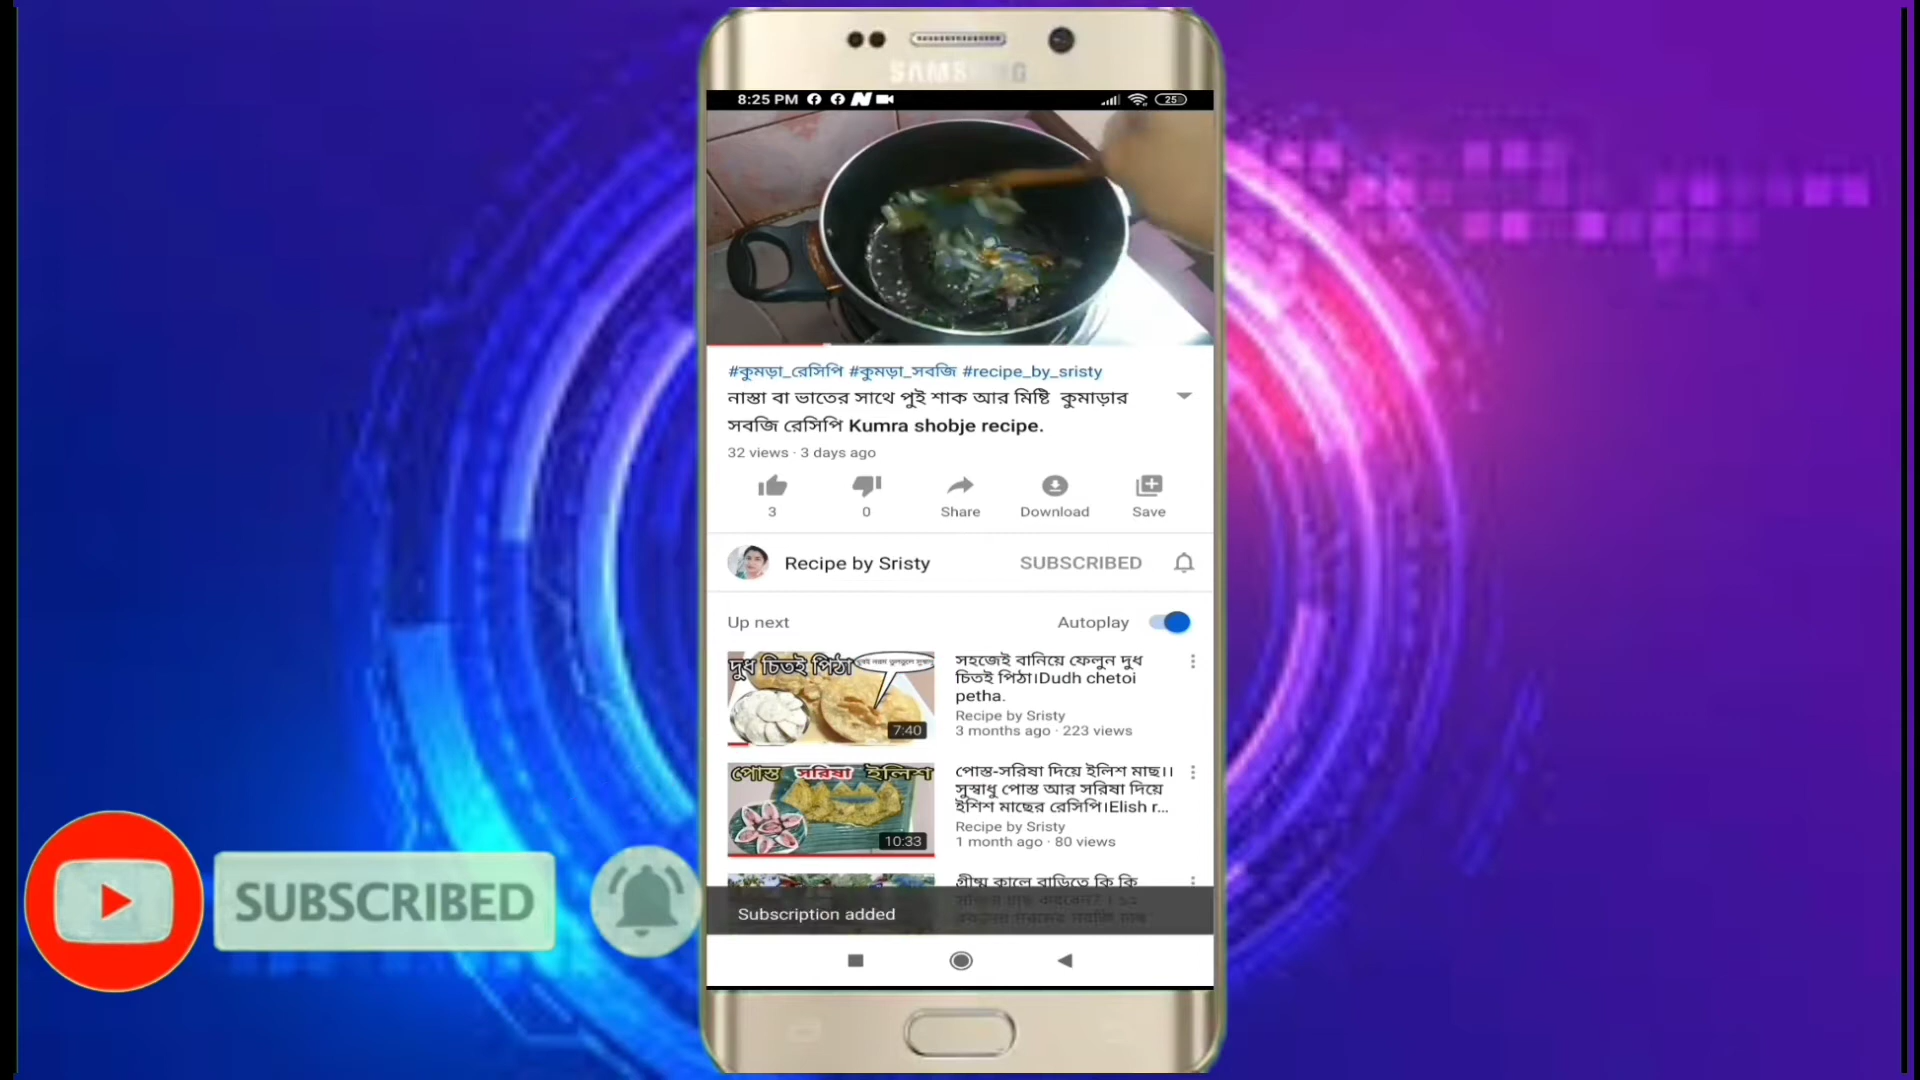 SAMSUNG
8:25 PM
25
#কুমড়া_রেসিপি #কুমড়া_সবজি #recipe_by_sristy
নাস্তা বা ভাতের সাথে পুই শাক আর মিষ্টি কুমাড়ার
সবজি রেসিপি Kumra shobje recipe.
32 views · 3 days ago
3
0
Share
Download
Save
Recipe by Sristy
SUBSCRIBED
Up next
Autoplay
দুধ চিতই পিঠা
7:40
সহজেই বানিয়ে ফেলুন দুধ
চিতই পিঠা।Dudh chetoi
petha.
Recipe by Sristy
3 months ago · 223 views
পোস্ত সরিষা ইলিশ
10:33
পোস্ত-সরিষা দিয়ে ইলিশ মাছ।।
সুস্বাধু পোস্ত আর সরিষা দিয়ে
ইশিশ মাছের রেসিপি।Elish r...
Recipe by Sristy
1 month ago · 80 views
গ্রীষ্ম কালে বাড়িতে কি কি
Subscription added
SUBSCRIBED